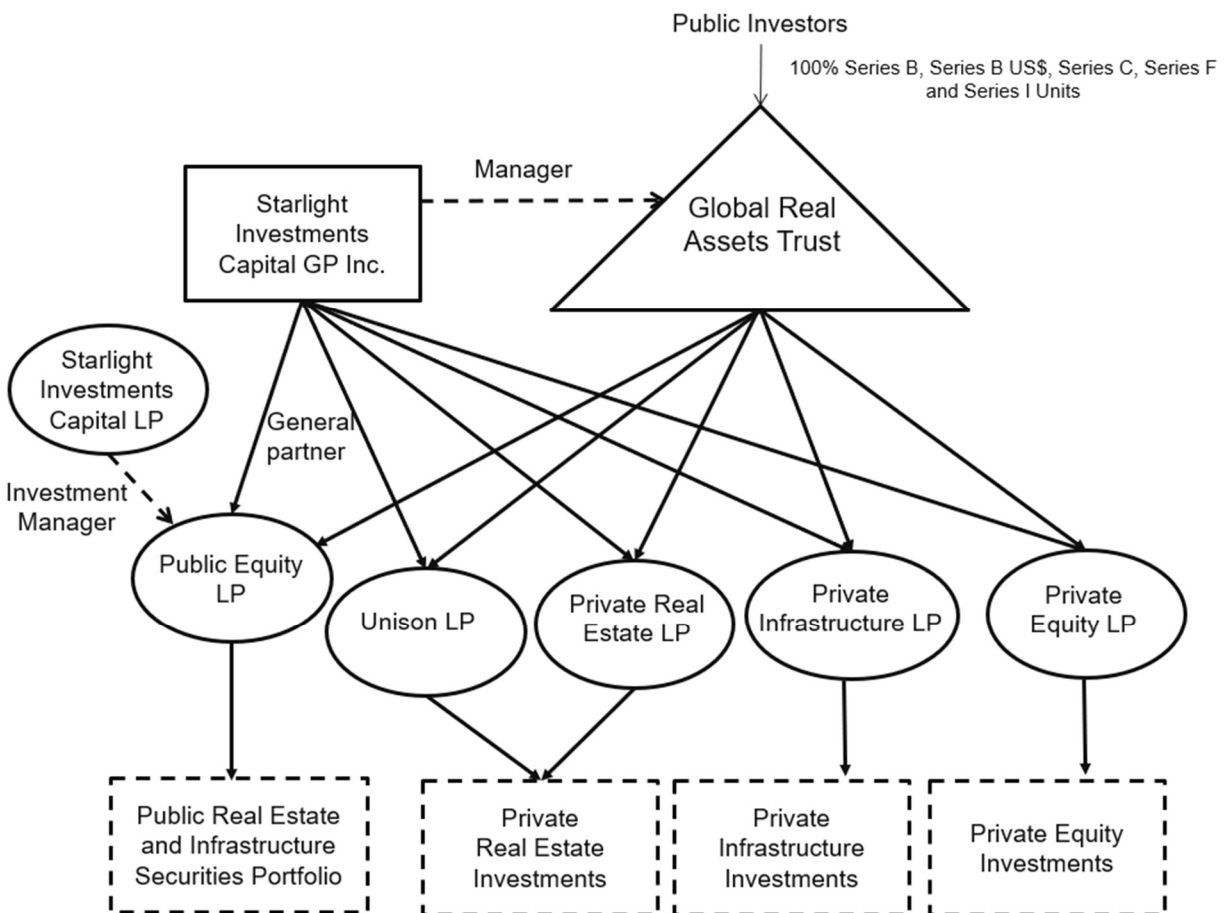 Public Investors
100% Series B, Series B US$, Series C, Series F
and Series I Units
Manager
Starlight
Investments
Capital GP Inc.
Global Real
Assets Trust
Starlight
Investments
Capital LP
General
partner
Investment
Manager
Public Equity
LP
Unison LP
Private Real
Estate LP
Private
Infrastructure LP
Private
Equity LP
Public Real Estate
and Infrastructure
Securities Portfolio
Private
Real Estate
Investments
Private
Infrastructure
Investments
Private Equity
Investments